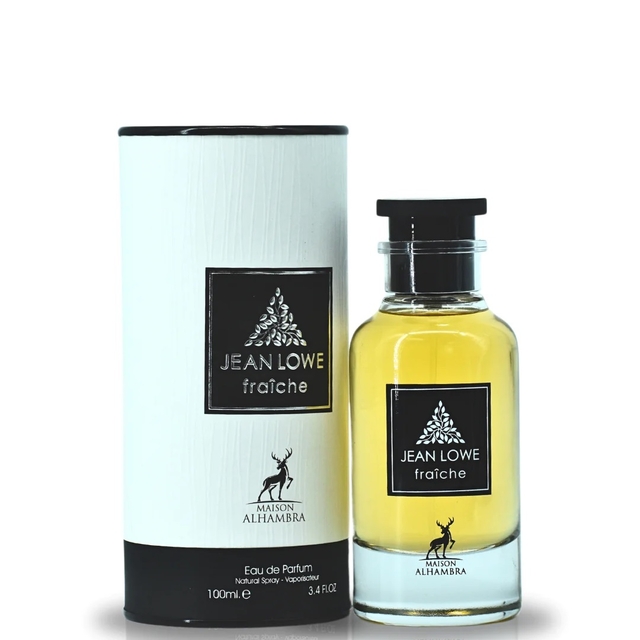 JEAN LOWE
fraîche
MAISON
ALHAMBRA
Eau de Parfum
Natural Spray - Vaporisateur
100ml. e 3.4 Fl.OZ
JEAN LOWE
fraîche
MAISON
ALHAMBRA